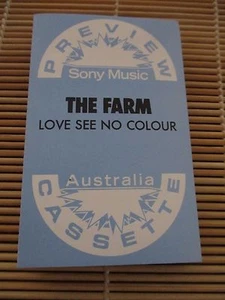 PREVIEW
Sony Music
THE FARM
LOVE SEE NO COLOUR
Australia
CASSETTE